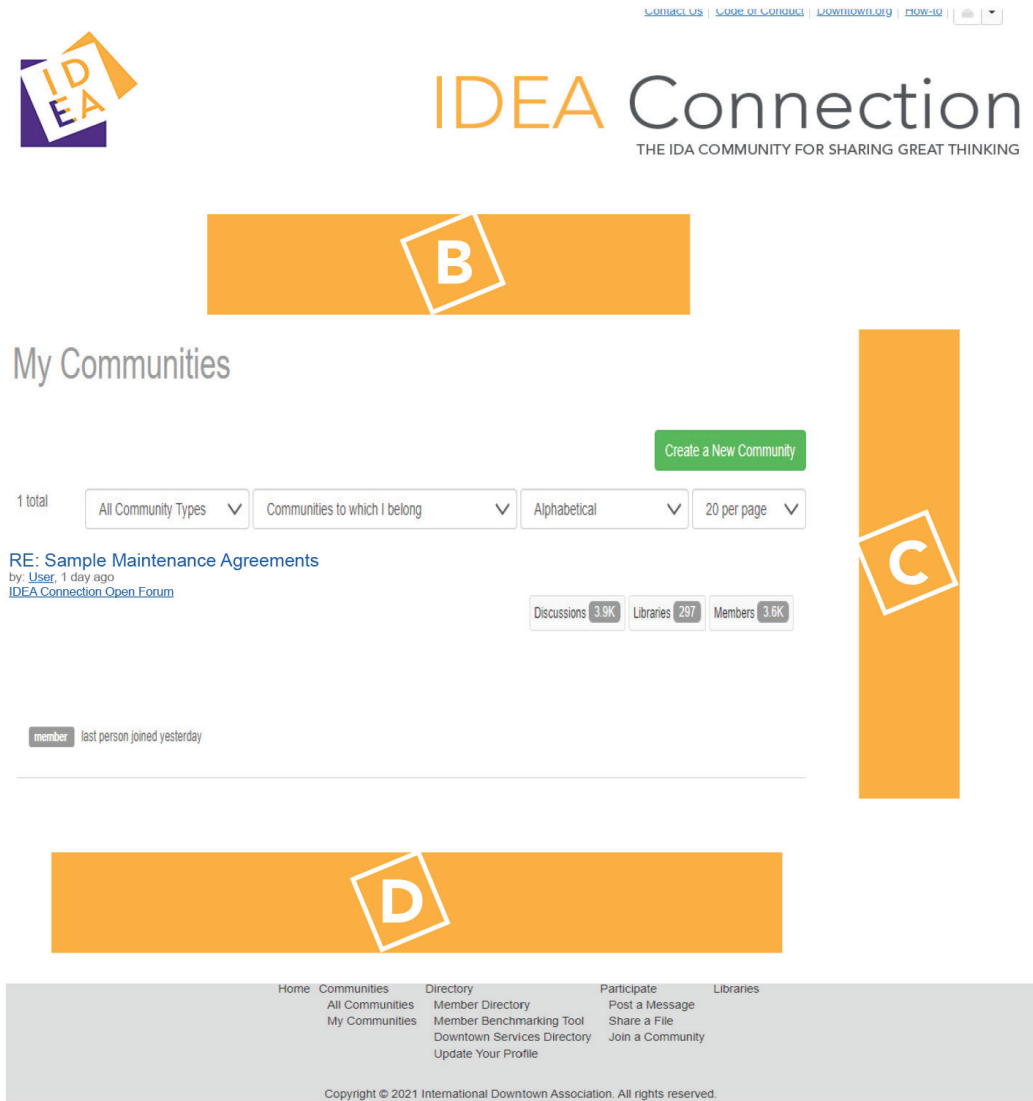 Contact Us | Code of Conduct | Downtown.org | How-to |
ID
EA
IDEA Connection
THE IDA COMMUNITY FOR SHARING GREAT THINKING
B
My Communities
Create a New Community
1 total All Community Types Communities to which I belong Alphabetical 20 per page
C
RE: Sample Maintenance Agreements
by: User, 1 day ago
IDEA Connection Open Forum
Discussions 3.9K Libraries 297 Members 3.6K
member last person joined yesterday
D
Home Communities Directory Participate Libraries
All Communities Member Directory Post a Message
My Communities Member Benchmarking Tool Share a File
Downtown Services Directory Join a Community
Update Your Profile
Copyright © 2021 International Downtown Association. All rights reserved.